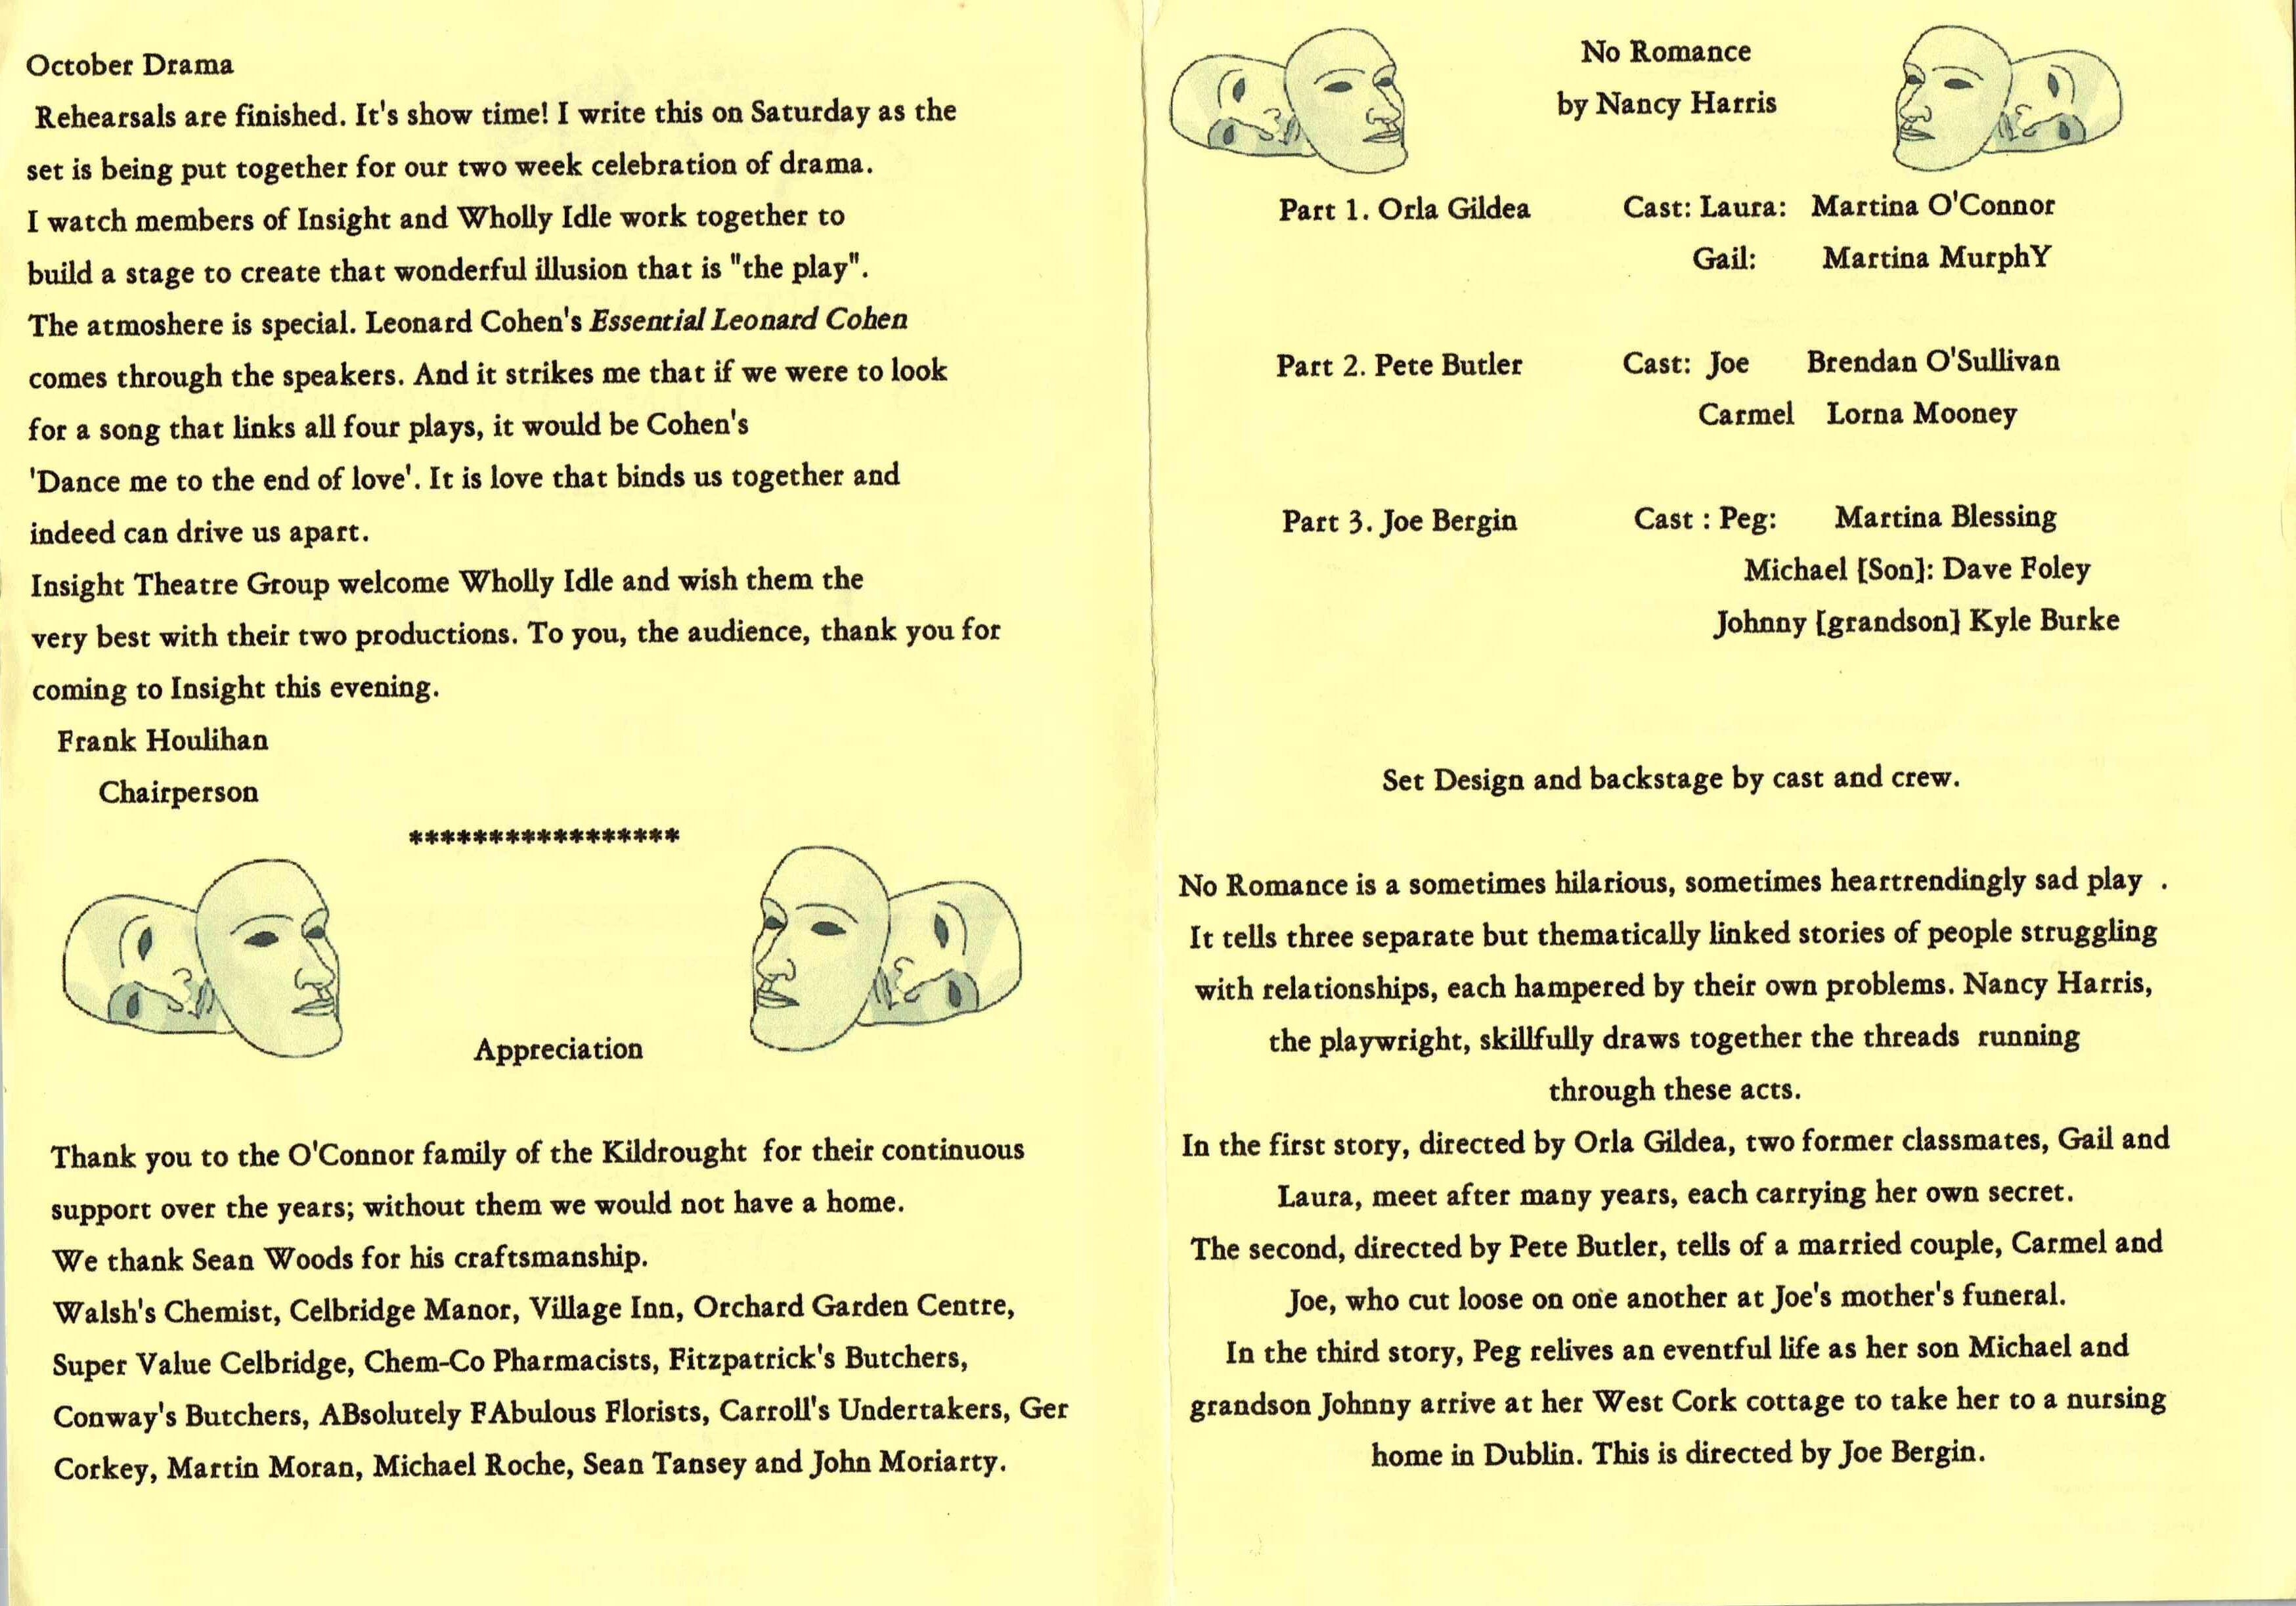 October Drama
Rehearsals are finished. It's show time! I write this on Saturday as the
set is being put together for our two week celebration of drama.
I watch members of Insight and Wholly Idle work together to
build a stage to create that wonderful illusion that is "the play".
The atmoshere is special. Leonard Cohen's Essential Leonard Cohen
comes through the speakers. And it strikes me that if we were to look
for a song that links all four plays, it would be Cohen's
'Dance me to the end of love'. It is love that binds us together and
indeed can drive us apart.
Insight Theatre Group welcome Wholly Idle and wish them the
very best with their two productions. To you, the audience, thank you for
coming to Insight this evening.
Frank Houlihan
Chairperson
*****************
Appreciation
Thank you to the O'Connor family of the Kildrought for their continuous
support over the years; without them we would not have a home.
We thank Sean Woods for his craftsmanship.
Walsh's Chemist, Celbridge Manor, Village Inn, Orchard Garden Centre,
Super Value Celbridge, Chem-Co Pharmacists, Fitzpatrick's Butchers,
Conway's Butchers, ABsolutely FAbulous Florists, Carroll's Undertakers, Ger
Corkey, Martin Moran, Michael Roche, Sean Tansey and John Moriarty.
No Romance
by Nancy Harris
Part 1. Orla Gildea Cast: Laura: Martina O'Connor
Gail: Martina MurphY
Part 2. Pete Butler Cast: Joe Brendan O'Sullivan
Carmel Lorna Mooney
Part 3. Joe Bergin Cast : Peg: Martina Blessing
Michael [Son]: Dave Foley
Johnny [grandson] Kyle Burke
Set Design and backstage by cast and crew.
No Romance is a sometimes hilarious, sometimes heartrendingly sad play .
It tells three separate but thematically linked stories of people struggling
with relationships, each hampered by their own problems. Nancy Harris,
the playwright, skillfully draws together the threads running
through these acts.
In the first story, directed by Orla Gildea, two former classmates, Gail and
Laura, meet after many years, each carrying her own secret.
The second, directed by Pete Butler, tells of a married couple, Carmel and
Joe, who cut loose on one another at Joe's mother's funeral.
In the third story, Peg relives an eventful life as her son Michael and
grandson Johnny arrive at her West Cork cottage to take her to a nursing
home in Dublin. This is directed by Joe Bergin.